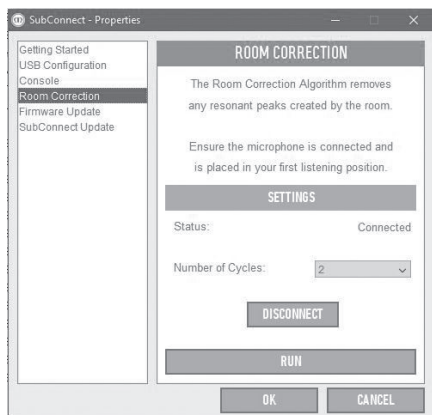 SubConnect - Properties
Getting Started
USB Configuration
Console
Room Correction
Firmware Update
SubConnect Update
ROOM CORRECTION
The Room Correction Algorithm removes
any resonant peaks created by the room.
Ensure the microphone is connected and
is placed in your first listening position.
SETTINGS
Status: Connected
Number of Cycles: 2
DISCONNECT
RUN
OK CANCEL